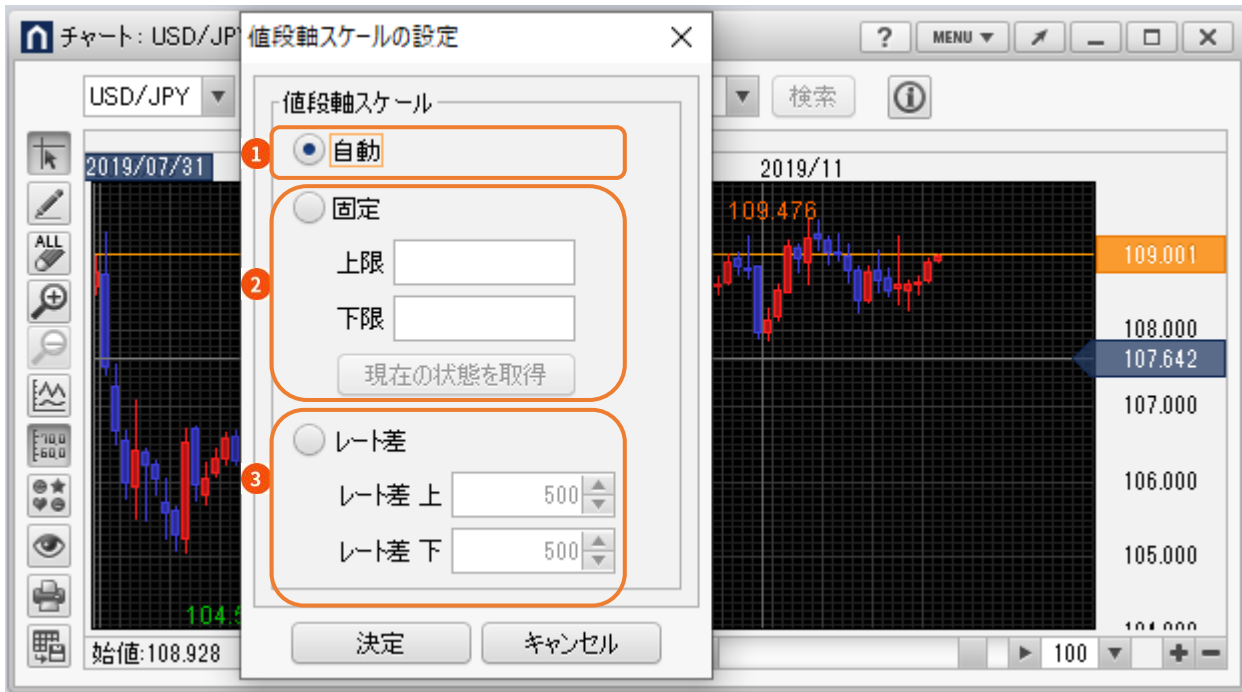 チャート: USD/JP
値段軸スケールの設定
?
MENU
USD/JPY
検索
値段軸スケール
1
自動
2019/07/31
2019/11
固定
109.476
ALL
上限
109.001
2
下限
108.000
現在の状態を取得
107.642
107.000
レート差
3
106.000
レート差 上
500
レート差 下
500
105.000
104.
決定
キャンセル
始値:108.928
100